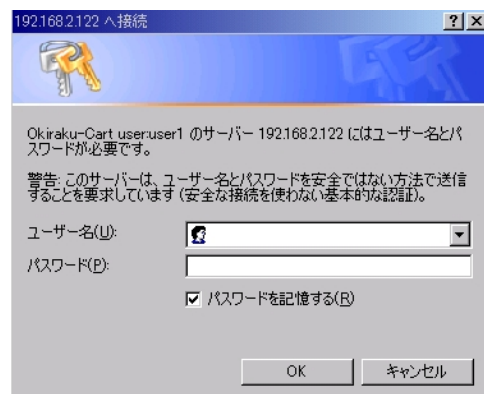 192.168.2.122 へ接続
Okiraku-Cart user:user1 のサーバー 192.168.2.122 にはユーザー名とパ
スワードが必要です。
警告: このサーバーは、ユーザー名とパスワードを安全ではない方法で送信
することを要求しています (安全な接続を使わない基本的な認証)。
ユーザー名(U):
パスワード(P):
パスワードを記憶する(R)
OK キャンセル